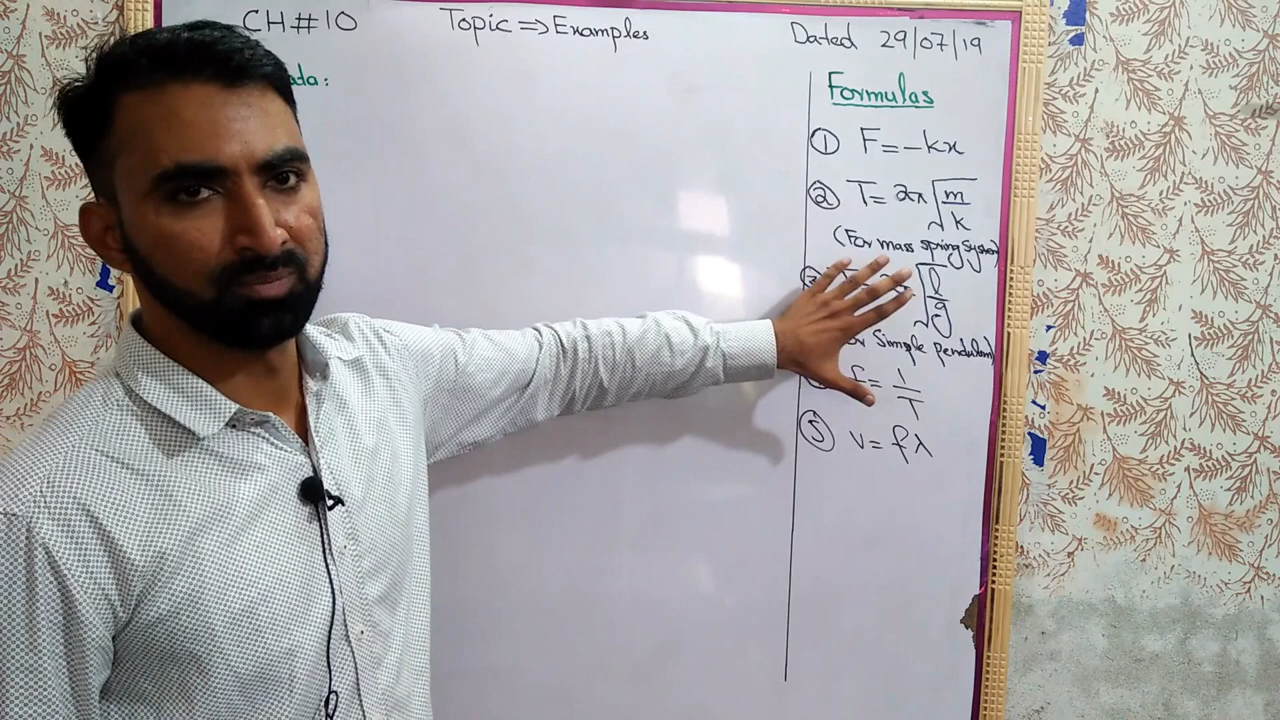 CH#10
Topic ⇒ Examples
Dated 29/07/19
Formulas
① F=-kx
② T= 2π√m/k
(For mass spring System)
√l/g
Simple pendulum)
= 1/T
⑤ v= fλ